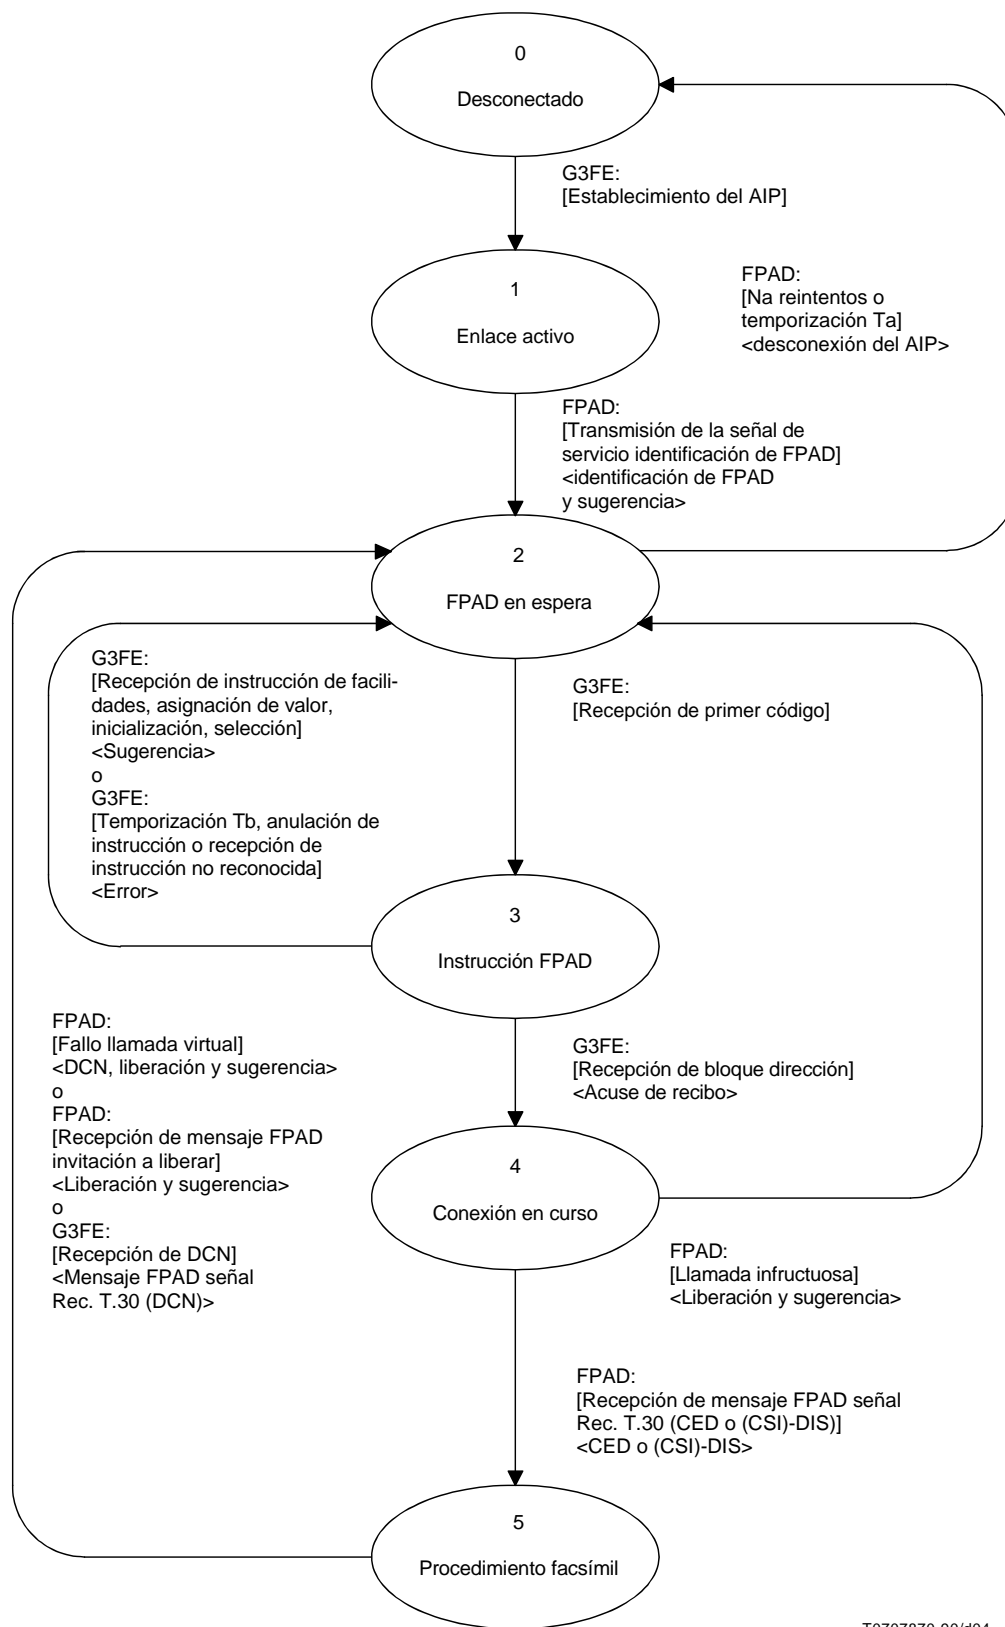 0
Desconectado
G3FE:
[Establecimiento del AIP]
1
Enlace activo
FPAD:
[Na reintentos o
temporización Ta]
<desconexión del AIP>
FPAD:
[Transmisión de la señal de
servicio identificación de FPAD]
<identificación de FPAD
y sugerencia>
2
FPAD en espera
G3FE:
[Recepción de instrucción de facili-
dades, asignación de valor,
inicialización, selección]
<Sugerencia>
o
G3FE:
[Temporización Tb, anulación de
instrucción o recepción de
instrucción no reconocida]
<Error>
G3FE:
[Recepción de primer código]
3
Instrucción FPAD
FPAD:
[Fallo llamada virtual]
<DCN, liberación y sugerencia>
o
FPAD:
[Recepción de mensaje FPAD
invitación a liberar]
<Liberación y sugerencia>
o
G3FE:
[Recepción de DCN]
<Mensaje FPAD señal
Rec. T.30 (DCN)>
G3FE:
[Recepción de bloque dirección]
<Acuse de recibo>
4
Conexión en curso
FPAD:
[Llamada infructuosa]
<Liberación y sugerencia>
FPAD:
[Recepción de mensaje FPAD señal
Rec. T.30 (CED o (CSI)-DIS)]
<CED o (CSI)-DIS>
5
Procedimiento facsímil